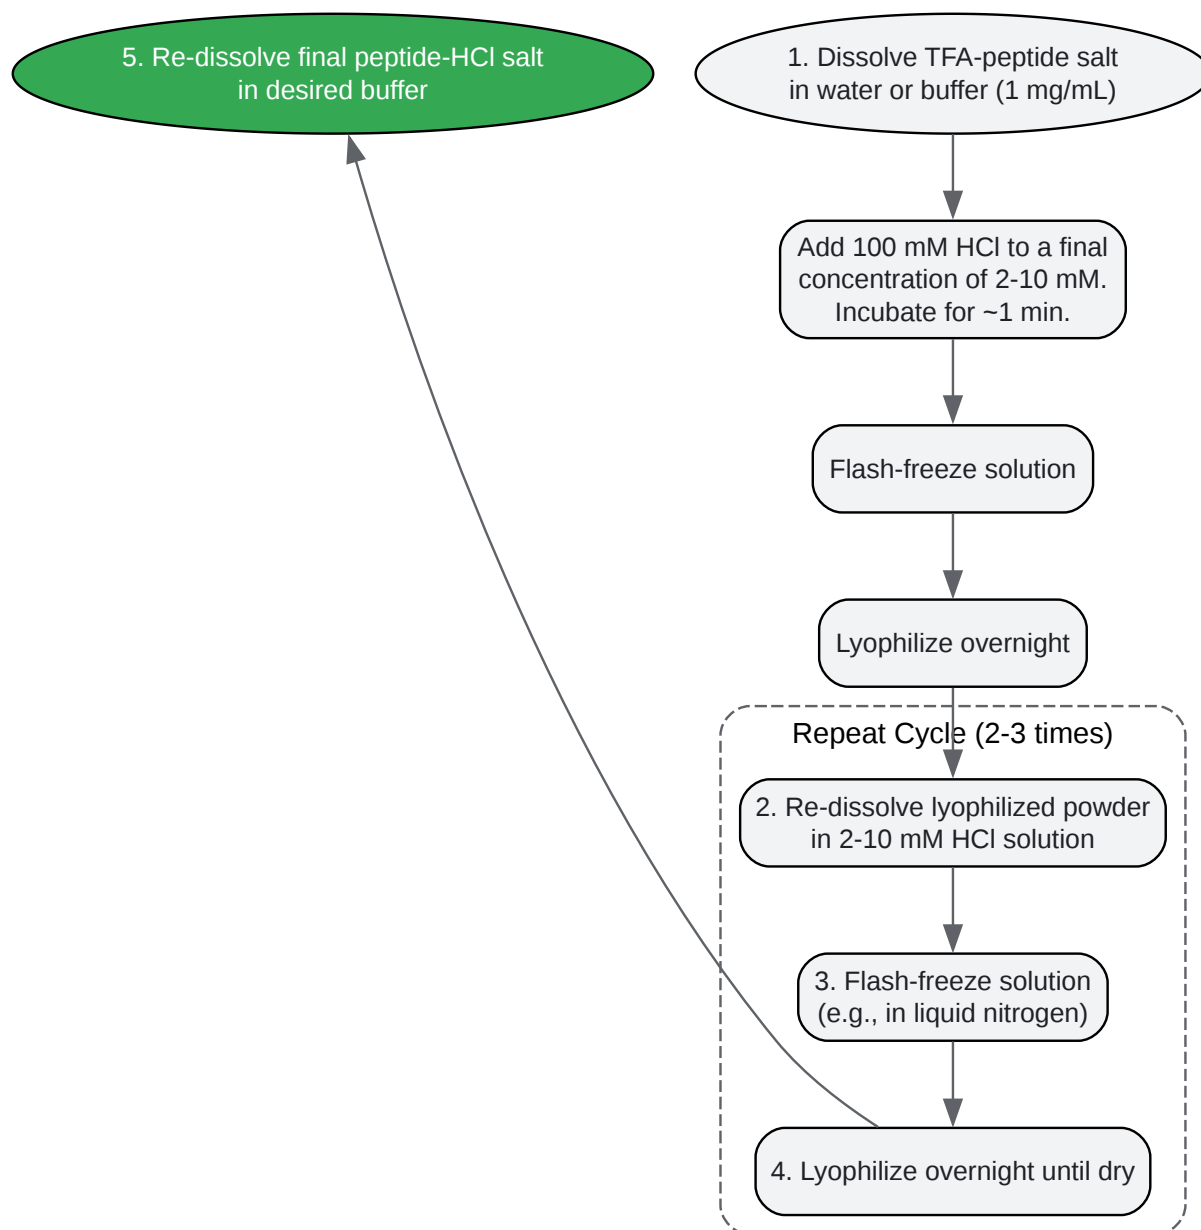 5. Re-dissolve final peptide-HCl salt
in desired buffer
1. Dissolve TFA-peptide salt
in water or buffer (1 mg/mL)
Add 100 mM HCl to a final
concentration of 2-10 mM.
Incubate for ~1 min.
Flash-freeze solution
Lyophilize overnight
Repeat Cycle (2-3 times)
2. Re-dissolve lyophilized powder
in 2-10 mM HCl solution
3. Flash-freeze solution
(e.g., in liquid nitrogen)
4. Lyophilize overnight until dry